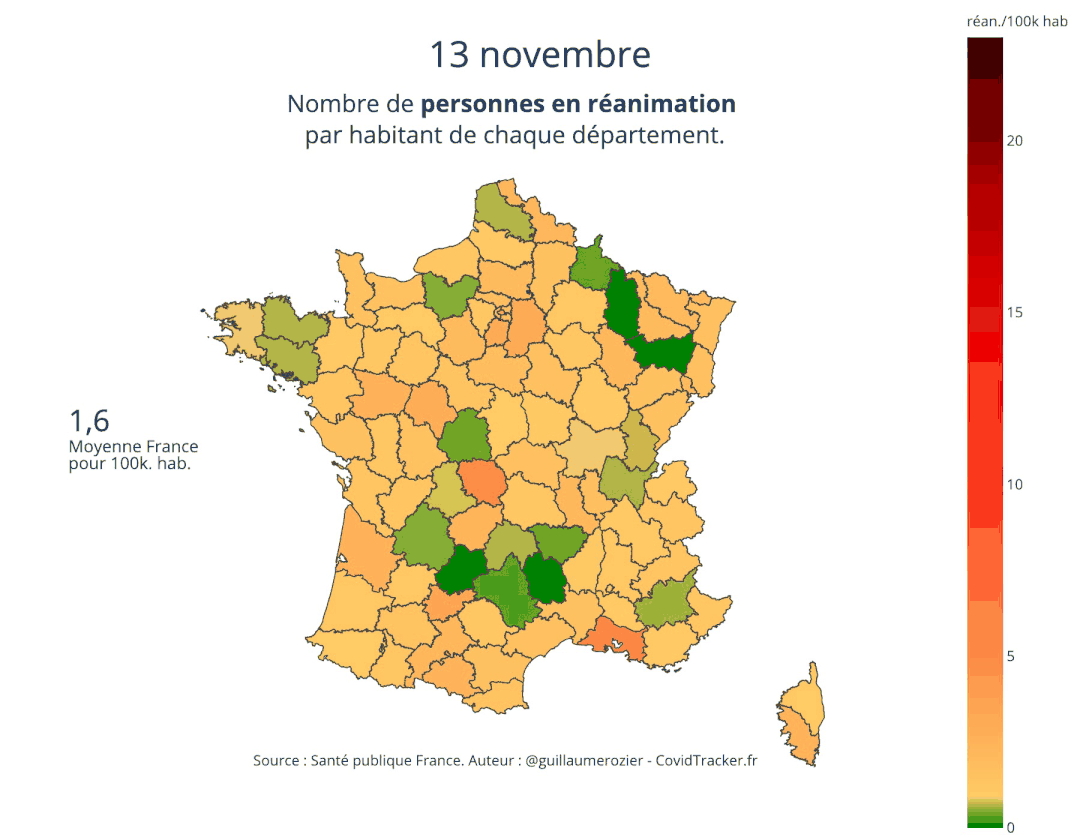 réan./100k hab
13 novembre
Nombre de personnes en réanimation
par habitant de chaque département.
20
15
1,6
Moyenne France
pour 100k. hab.
10
5
Source : Santé publique France. Auteur : @guillaumerozier - CovidTracker.fr
0